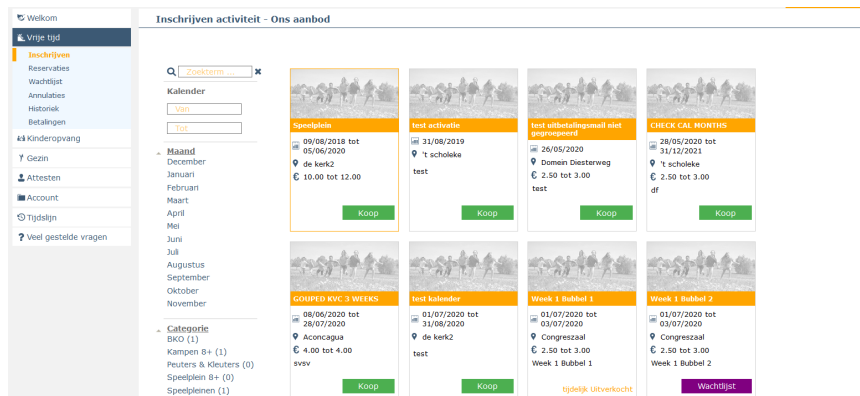 Welkom
Vrije tijd
Inschrijven
Reservaties
Wachtlijst
Annulaties
Historiek
Betalingen
Kinderopvang
Gezin
Attesten
Account
Tijdslijn
Veel gestelde vragen
Inschrijven activiteit - Ons aanbod
Zoekterm ...
Kalender
Van
Tot
Maand
December
Januari
Februari
Maart
April
Mei
Juni
Juli
Augustus
September
Oktober
November
Categorie
BKO (1)
Kampen 8+ (1)
Peuters & Kleuters (0)
Speelplein 8+ (0)
Speelpleinen (1)
Speelplein
09/08/2018 tot
05/06/2020
de kerk2
€ 10.00 tot 12.00
Koop
test activatie
31/08/2019
't scholeke
test
Koop
test uitbetalingsmail niet
gegroepeerd
26/05/2020
Domein Diesterweg
€ 2.50 tot 3.00
test
Koop
CHECK CAL MONTHS
28/05/2020 tot
31/12/2021
't scholeke
€ 2.50 tot 3.00
df
Koop
GOUPED KVC 3 WEEKS
08/06/2020 tot
28/07/2020
Aconcagua
€ 4.00 tot 4.00
svsv
Koop
test kalender
01/07/2020 tot
31/08/2020
de kerk2
test
Koop
Week 1 Bubbel 1
01/07/2020 tot
03/07/2020
Congreszaal
€ 2.50 tot 3.00
Week 1 Bubbel 1
tijdelijk Uitverkocht
Week 1 Bubbel 2
01/07/2020 tot
03/07/2020
Congreszaal
€ 2.50 tot 3.00
Week 1 Bubbel 2
Wachtlijst